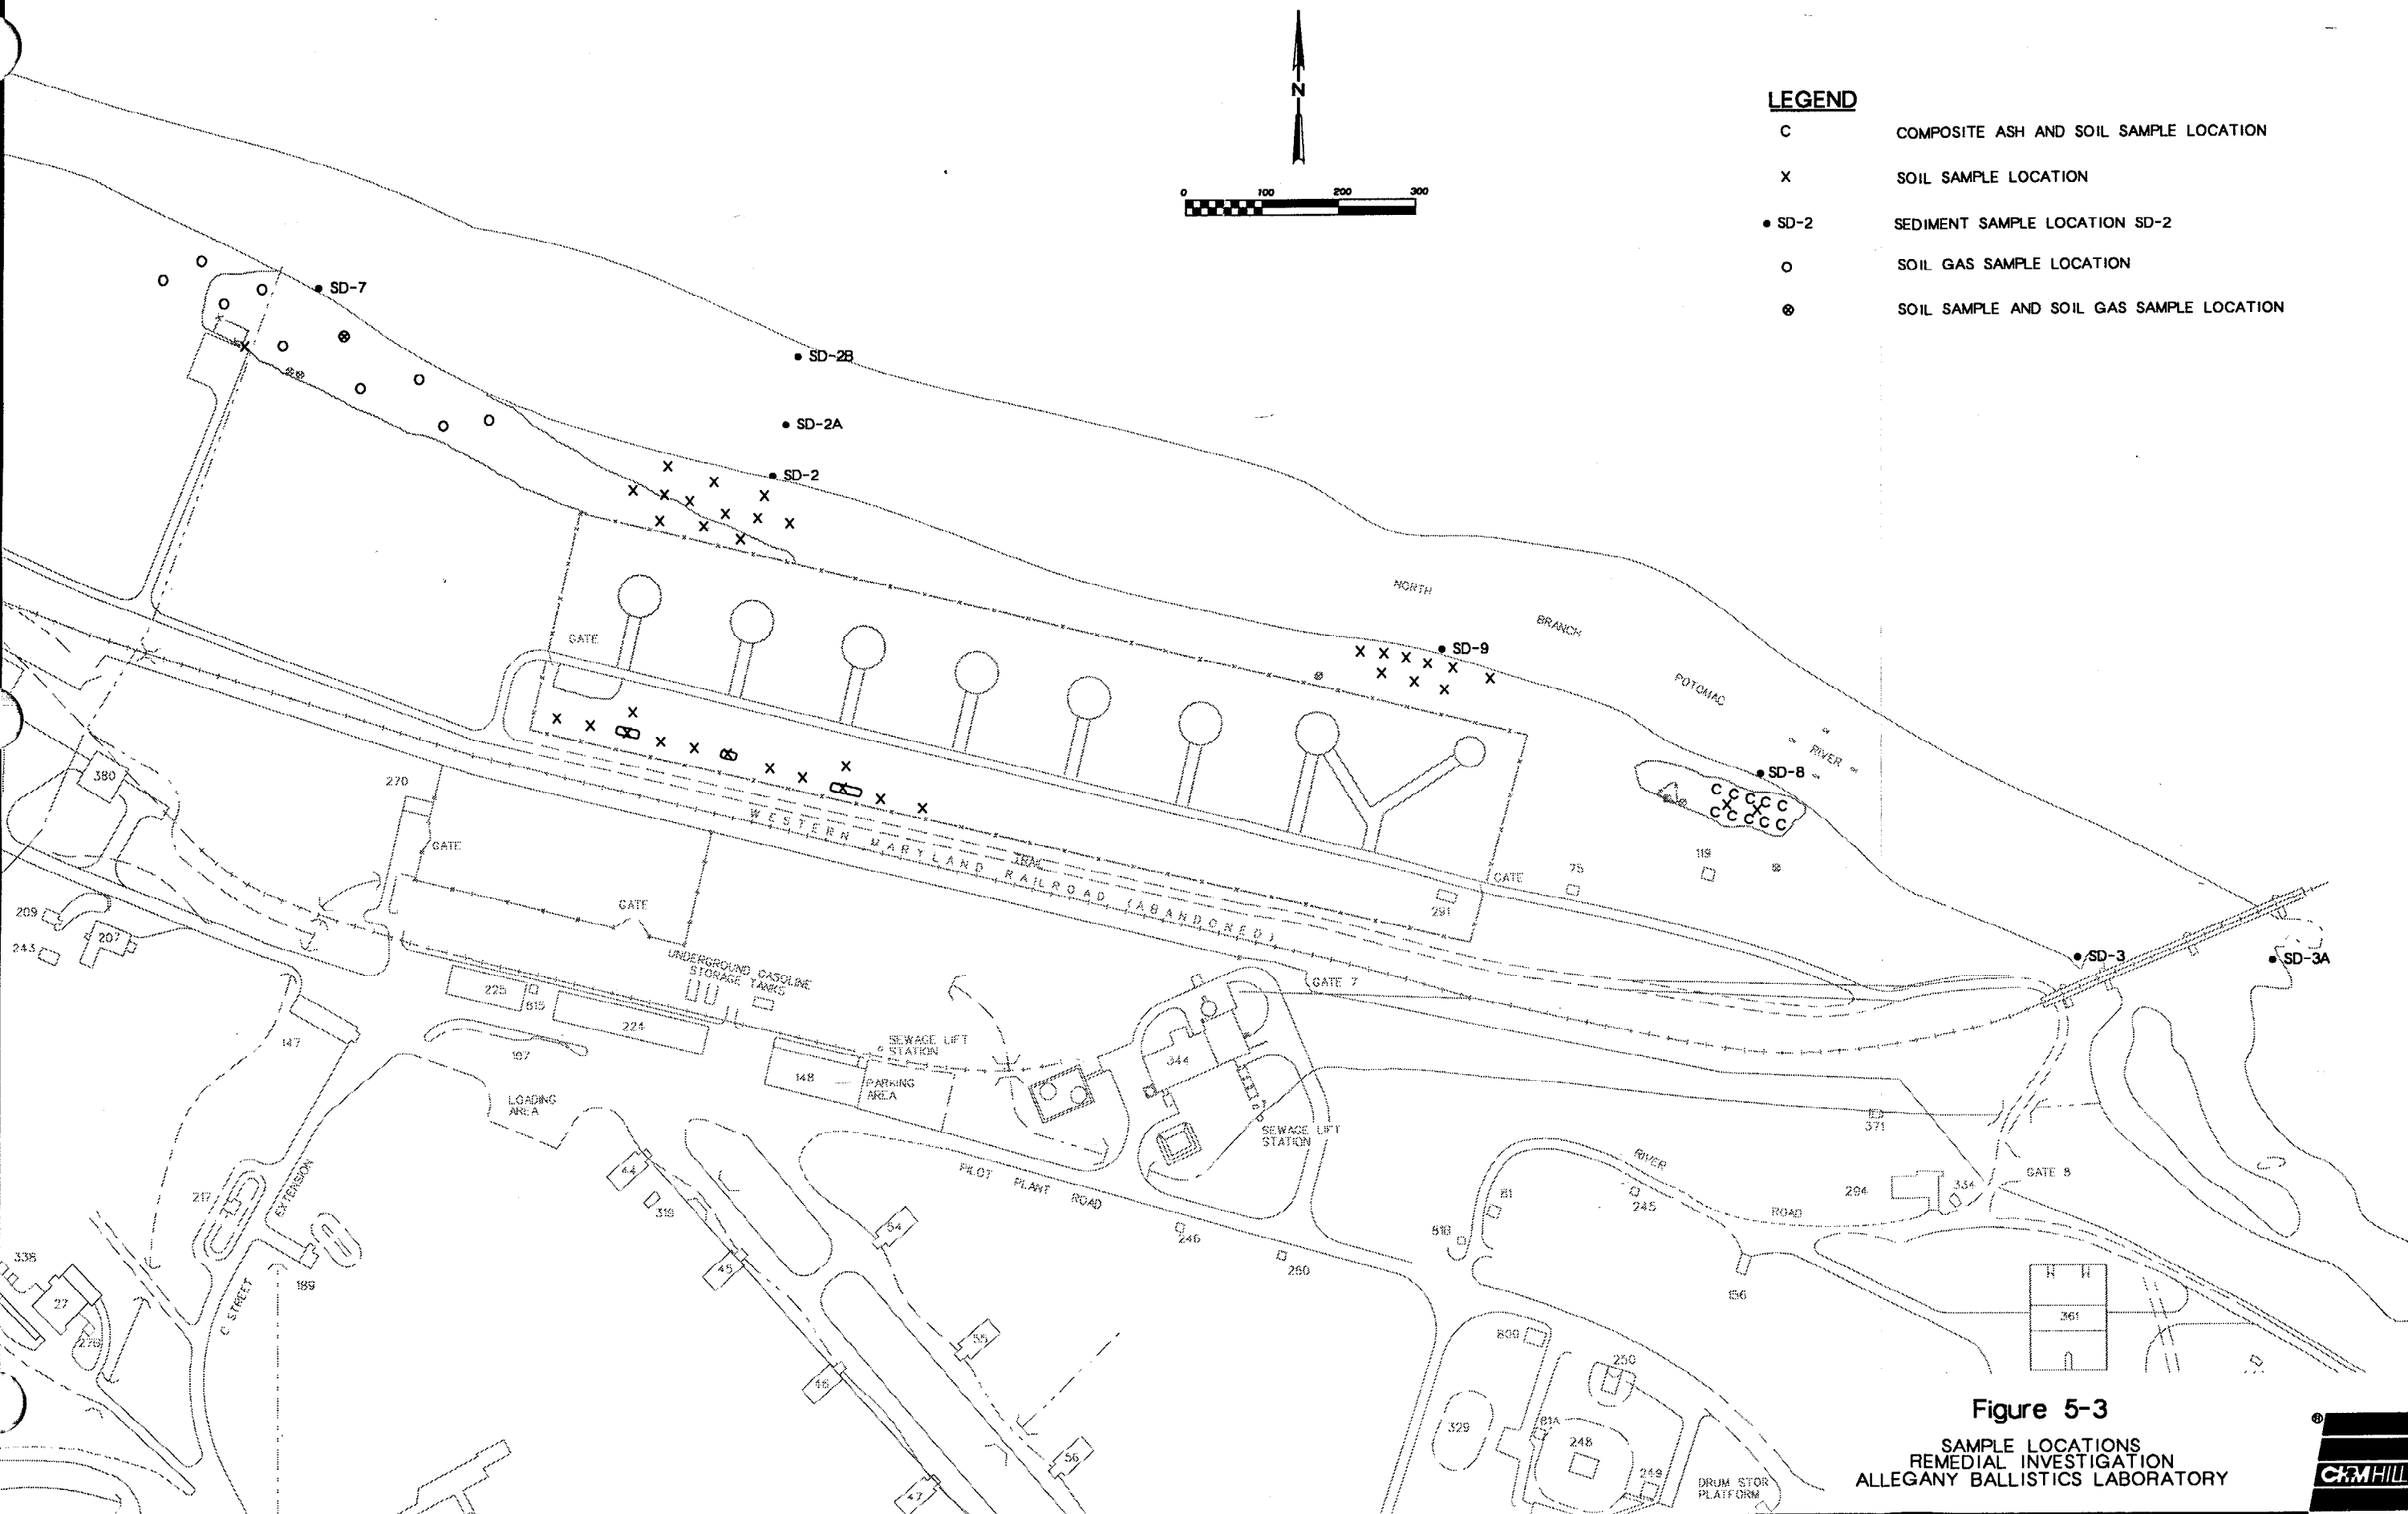 N
0 100 200 300
LEGEND
C COMPOSITE ASH AND SOIL SAMPLE LOCATION
X SOIL SAMPLE LOCATION
SD-2 SEDIMENT SAMPLE LOCATION SD-2
O SOIL GAS SAMPLE LOCATION
⊗ SOIL SAMPLE AND SOIL GAS SAMPLE LOCATION
SD-7
SD-2B
SD-2A
SD-2
NORTH
BRANCH
POTOMAC
RIVER
SD-9
SD-8
SD-3
SD-3A
C C C C C
C C C C C
GATE
380
270
GATE
GATE
WESTERN MARYLAND RAILROAD (ABANDONED)
291
GATE
75
119
209
243
207
UNDERGROUND GASOLINE
STORAGE TANKS
225
815
224
197
147
GATE 7
SEWAGE LIFT
STATION
148
PARKING
AREA
344
LOADING
AREA
SEWAGE LIFT
STATION
371
PILOT PLANT ROAD
RIVER
ROAD
GATE 8
294
334
81
245
217
EXTENSION
44
319
54
246
260
338
27
C STREET
189
45
156
361
55
46
800
250
329
81A
248
249
56
47
DRUM STOR
PLATFORM
Figure 5-3
SAMPLE LOCATIONS
REMEDIAL INVESTIGATION
ALLEGANY BALLISTICS LABORATORY
CH2M HILL